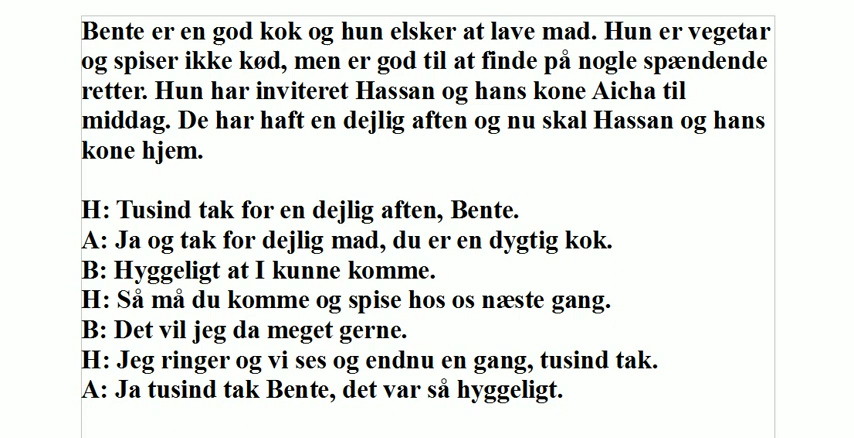 Bente er en god kok og hun elsker at lave mad. Hun er vegetar
og spiser ikke kød, men er god til at finde på nogle spændende
retter. Hun har inviteret Hassan og hans kone Aicha til
middag. De har haft en dejlig aften og nu skal Hassan og hans
kone hjem.
H: Tusind tak for en dejlig aften, Bente.
A: Ja og tak for dejlig mad, du er en dygtig kok.
B: Hyggeligt at I kunne komme.
H: Så må du komme og spise hos os næste gang.
B: Det vil jeg da meget gerne.
H: Jeg ringer og vi ses og endnu en gang, tusind tak.
A: Ja tusind tak Bente, det var så hyggeligt.